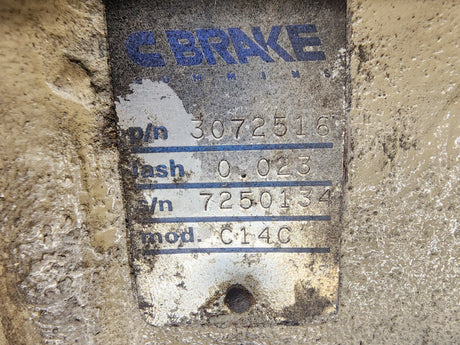 C BRAKE
CUMMINS
p/n 3072516
lash 0.023
s/n 7250134
mod. C14C